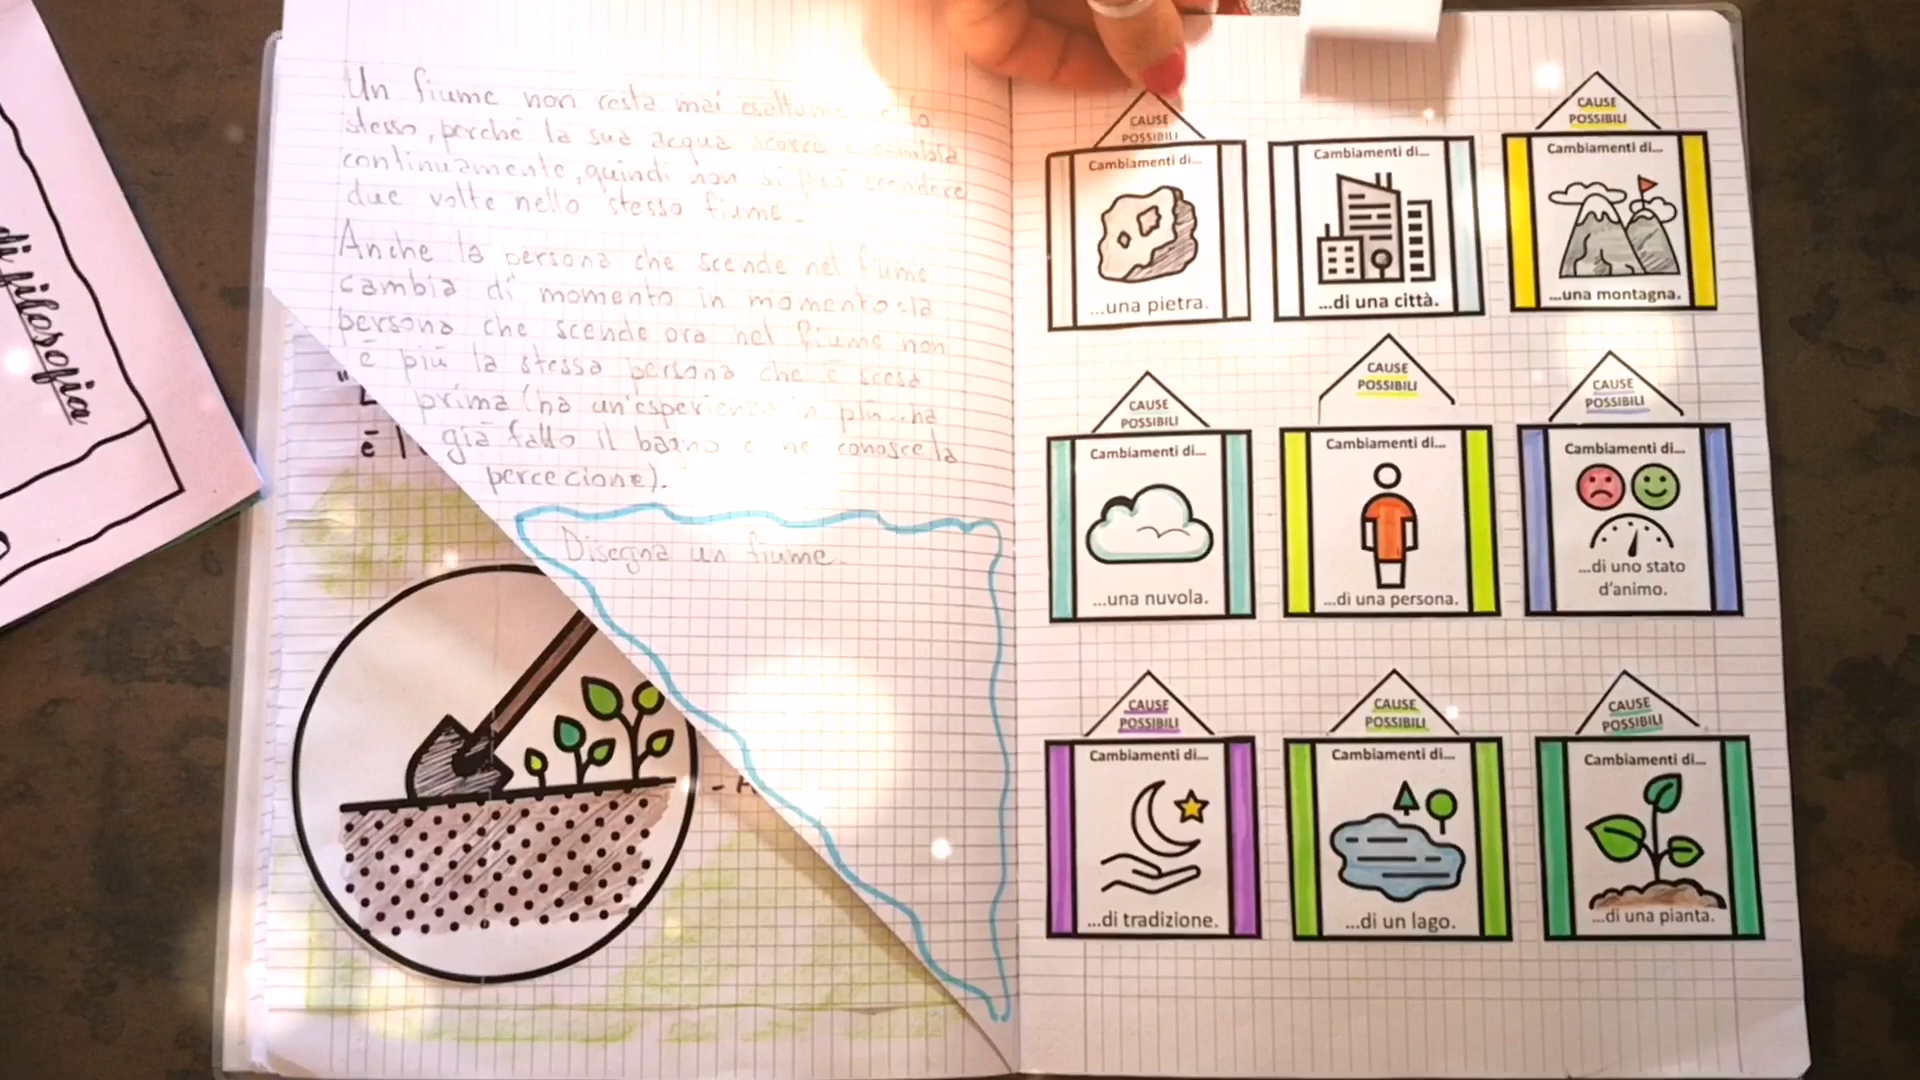 di filosofia
Un fiume non resta mai esattame lo
stesso, perché la sua acqua scorre e cambia
continuamente, quindi non si può scendere
due volte nello stesso fiume.
Anche la persona che scende nel fiume
cambia di momento in momento: la
persona che scende ora nel fiume non
è più la stessa persona che è scesa
prima (ha un'esperienza in più... ha
già fatto il bagno e ne conosce la
percezione).
è l
Disegna un fiume.
CAUSE
POSSIBILI
Cambiamenti di...
...una pietra.
Cambiamenti di...
...di una città.
CAUSE
POSSIBILI
Cambiamenti di...
...una montagna.
CAUSE
POSSIBILI
Cambiamenti di...
...una nuvola.
CAUSE
POSSIBILI
Cambiamenti di...
...di una persona.
CAUSE
POSSIBILI
Cambiamenti di...
...di uno stato
d'animo.
CAUSE
POSSIBILI
Cambiamenti di...
...di tradizione.
CAUSE
POSSIBILI
Cambiamenti di...
...di un lago.
CAUSE
POSSIBILI
Cambiamenti di...
...di una pianta.